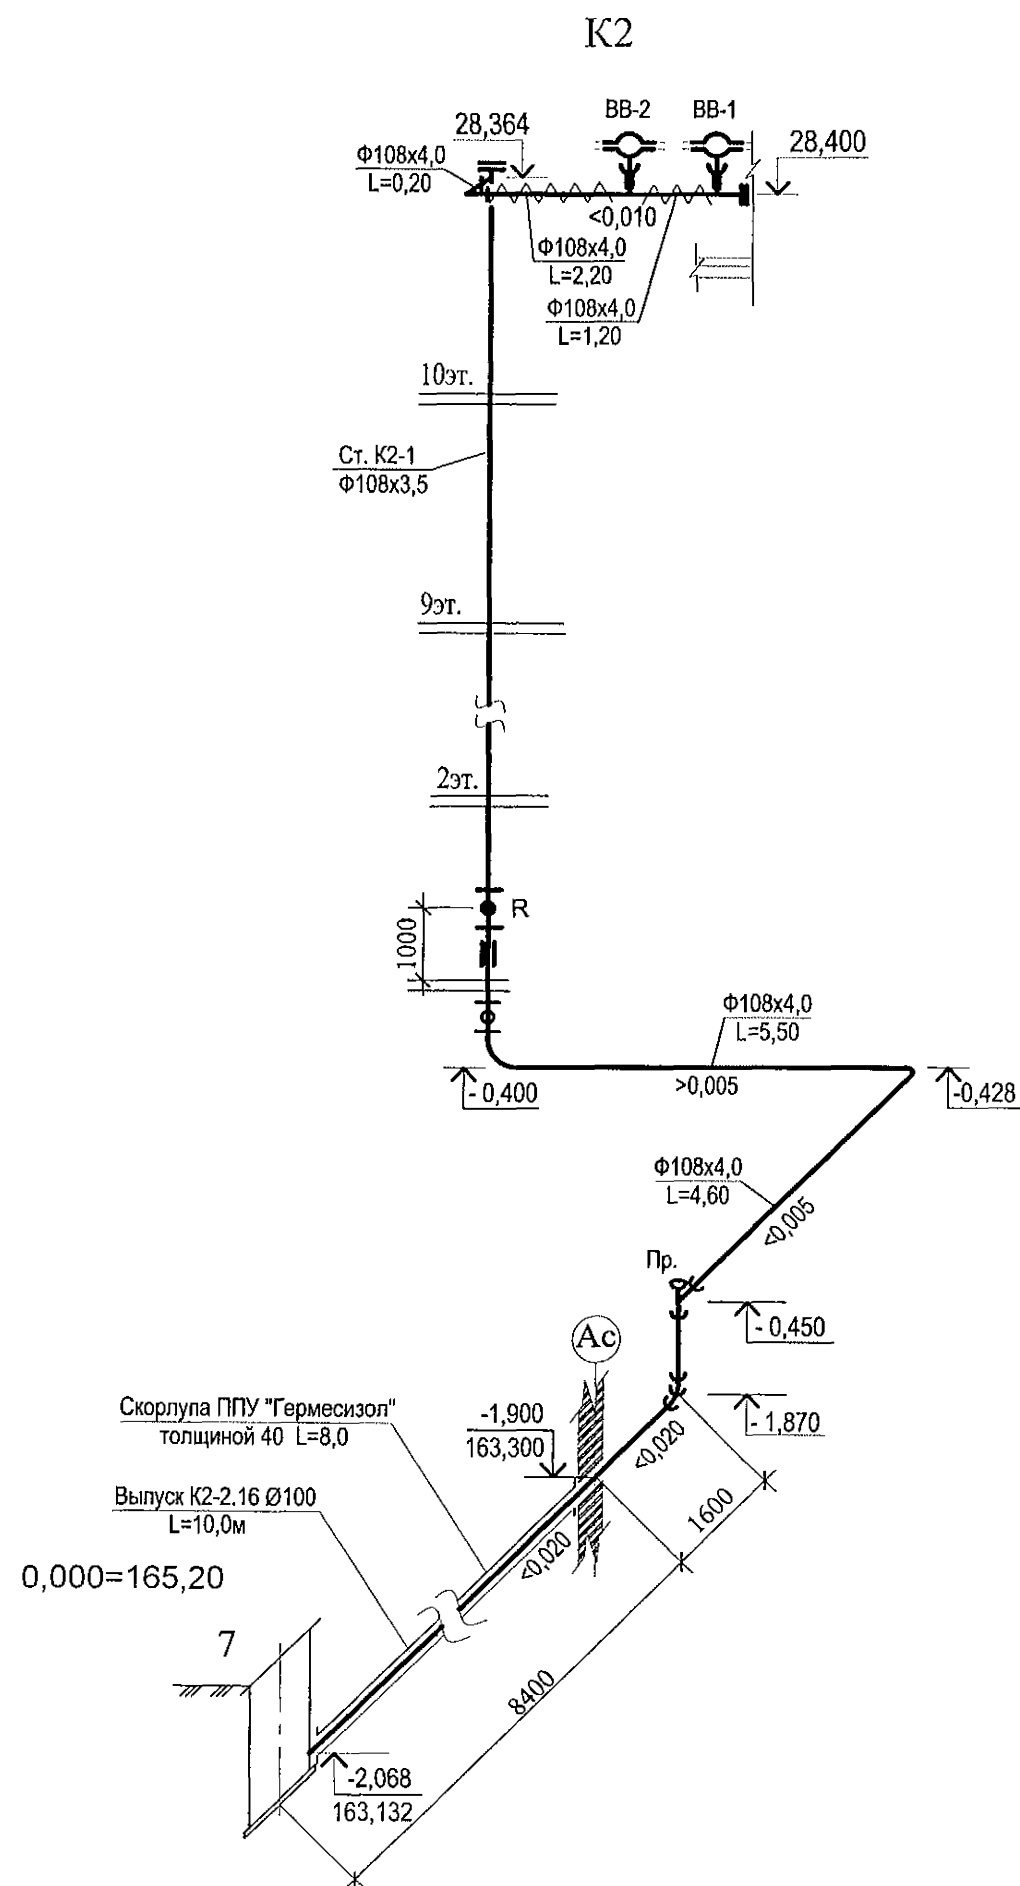 К2
ВВ-2
ВВ-1
28,364
28,400
Ф108х4,0
L=0,20
<0,010
Ф108х4,0
L=2,20
Ф108х4,0
L=1,20
10эт.
Ст. К2-1
Ф108х3,5
9эт.
2эт.
R
1000
Ф108х4,0
L=5,50
>0,005
- 0,400
-0,428
Ф108х4,0
L=4,60
<0,005
Пр.
- 0,450
Ас
Скорлупа ППУ "Гермесизол"
толщиной 40 L=8,0
-1,900
163,300
- 1,870
<0,020
Выпуск К2-2.16 Ø100
L=10,0м
1600
<0,020
0,000=165,20
7
8400
-2,068
163,132